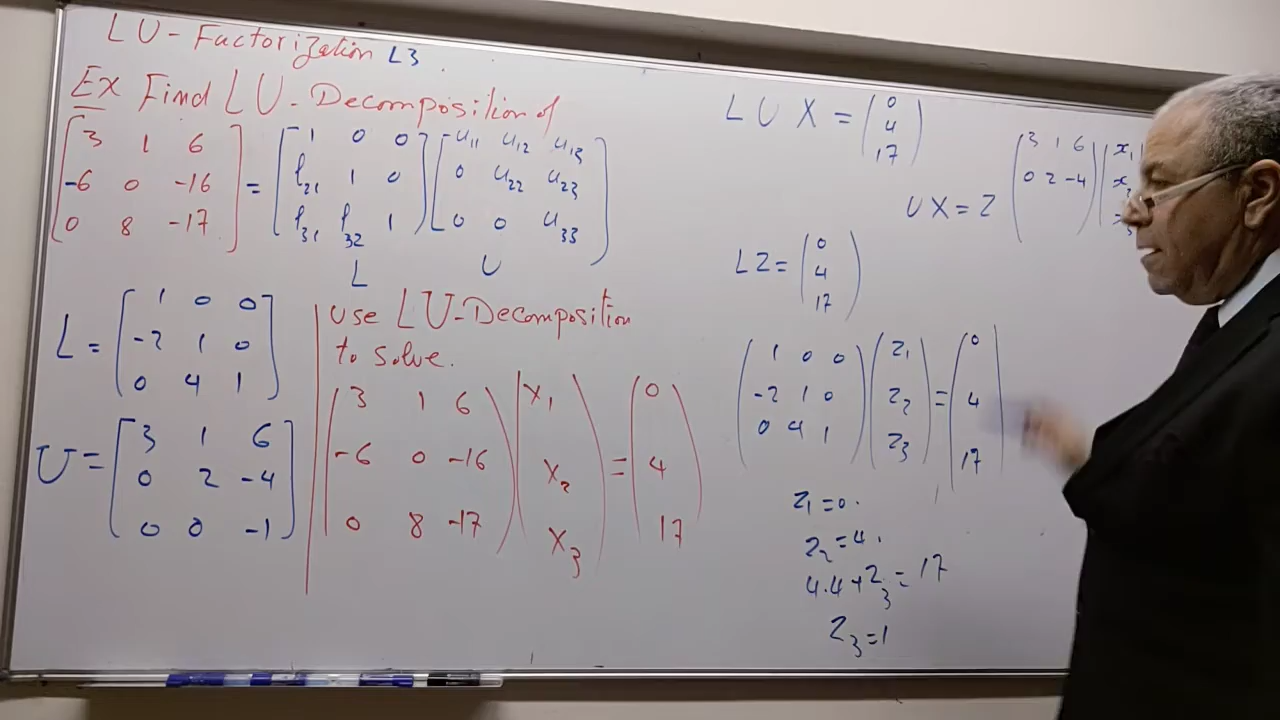 LU-Factorization L3
Ex Find LU-Decomposition of
[3 1 6; -6 0 -16; 0 8 -17] = [1 0 0; l21 1 0; l31 l32 1] [u11 u12 u13; 0 u22 u23; 0 0 u33]
L U
L = [1 0 0; -2 1 0; 0 4 1]
U = [3 1 6; 0 2 -4; 0 0 -1]
Use LU-Decomposition
to solve.
(3 1 6; -6 0 -16; 0 8 -17) (x1; x2; x3) = (0; 4; 17)
L U X = (0; 4; 17)
UX = Z
(3 1 6; 0 2 -4) (x1
LZ = (0; 4; 17)
(1 0 0; -2 1 0; 0 4 1) (z1; z2; z3) = (0; 4; 17)
z1 = 0.
z2 = 4.
4.4 + z3 = 17
z3 = 1